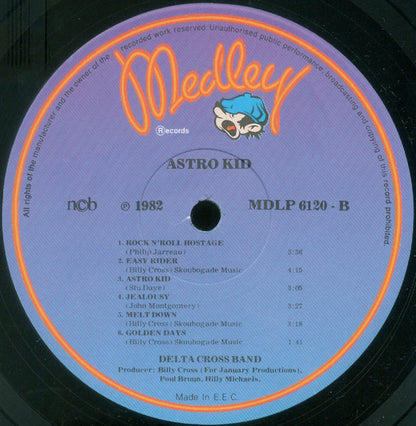 All rights of the manufacturer and the owner of the recorded work reserved. Unauthorised public performance, broadcasting and copying of this record prohibited.
Medley
Records
ASTRO KID
ncb
℗ 1982
MDLP 6120 - B
1. ROCK N'ROLL HOSTAGE
(Philip Jarreau) 3:36
2. EASY RIDER
(Billy Cross) Skoubogade Music 4:15
3. ASTRO KID
(Stu Daye) 3:05
4. JEALOUSY
(John Montgomery) 3:27
5. MELT DOWN
(Billy Cross) Skoubogade Music 3:18
6. GOLDEN DAYS
(Billy Cross) Skoubogade Music 1:41
DELTA CROSS BAND
Producer: Billy Cross (For January Productions),
Poul Bruun, Hilly Michaels.
Made In E.E.C.